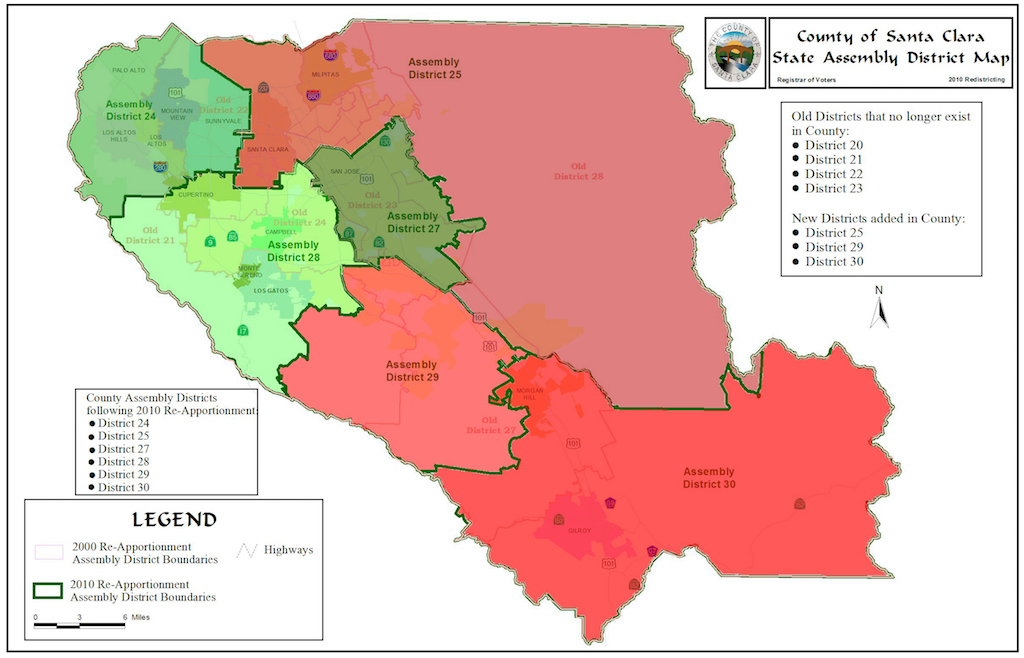 THE COUNTY OF SANTA CLARA
County of Santa Clara
State Assembly District Map
Registrar of Voters
2010 Redistricting
Old Districts that no longer exist
in County:
● District 20
● District 21
● District 22
● District 23
New Districts added in County:
● District 25
● District 29
● District 30
N
PALO ALTO
Assembly
District 24
101
MOUNTAIN
VIEW
Old
District 22
SUNNYVALE
LOS ALTOS
HILLS
LOS
ALTOS
280
680
MILPITAS
880
Assembly
District 25
SANTA CLARA
Old
District 28
130
SAN JOSE
101
Old
District 23
Assembly
District 27
87
82
CUPERTINO
Old
District 24
CAMPBELL
Old
District 21
9
85
Assembly
District 28
MONTE
SERENO
LOS GATOS
17
101
Assembly
District 29
MORGAN
HILL
Old
District 27
101
Assembly
District 30
GILROY
101
County Assembly Districts
following 2010 Re-Apportionment:
● District 24
● District 25
● District 27
● District 28
● District 29
● District 30
LEGEND
2000 Re-Apportionment
Assembly District Boundaries
Highways
2010 Re-Apportionment
Assembly District Boundaries
0 3 6 Miles